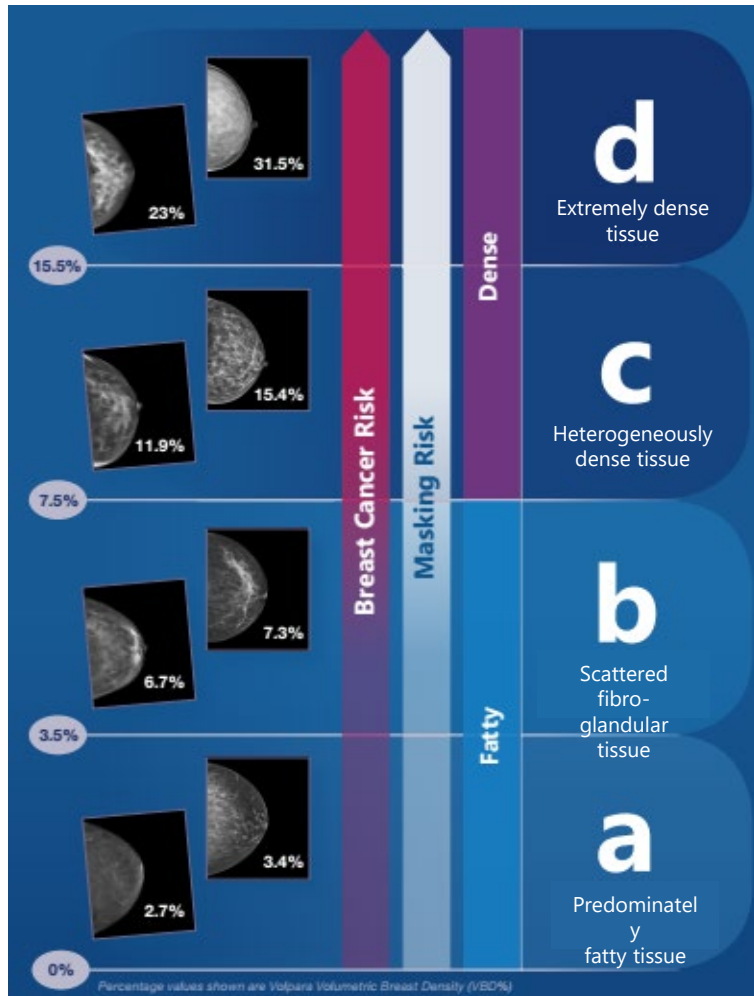 31.5%
23%
d
Extremely dense
tissue
15.5%
Dense
15.4%
11.9%
c
Heterogeneously
dense tissue
7.5%
Breast Cancer Risk
Masking Risk
7.3%
6.7%
b
Scattered
fibro-
glandular
tissue
3.5%
Fatty
3.4%
2.7%
a
Predominatel
y
fatty tissue
0%
Percentage values shown are Volpara Volumetric Breast Density (VBD%)